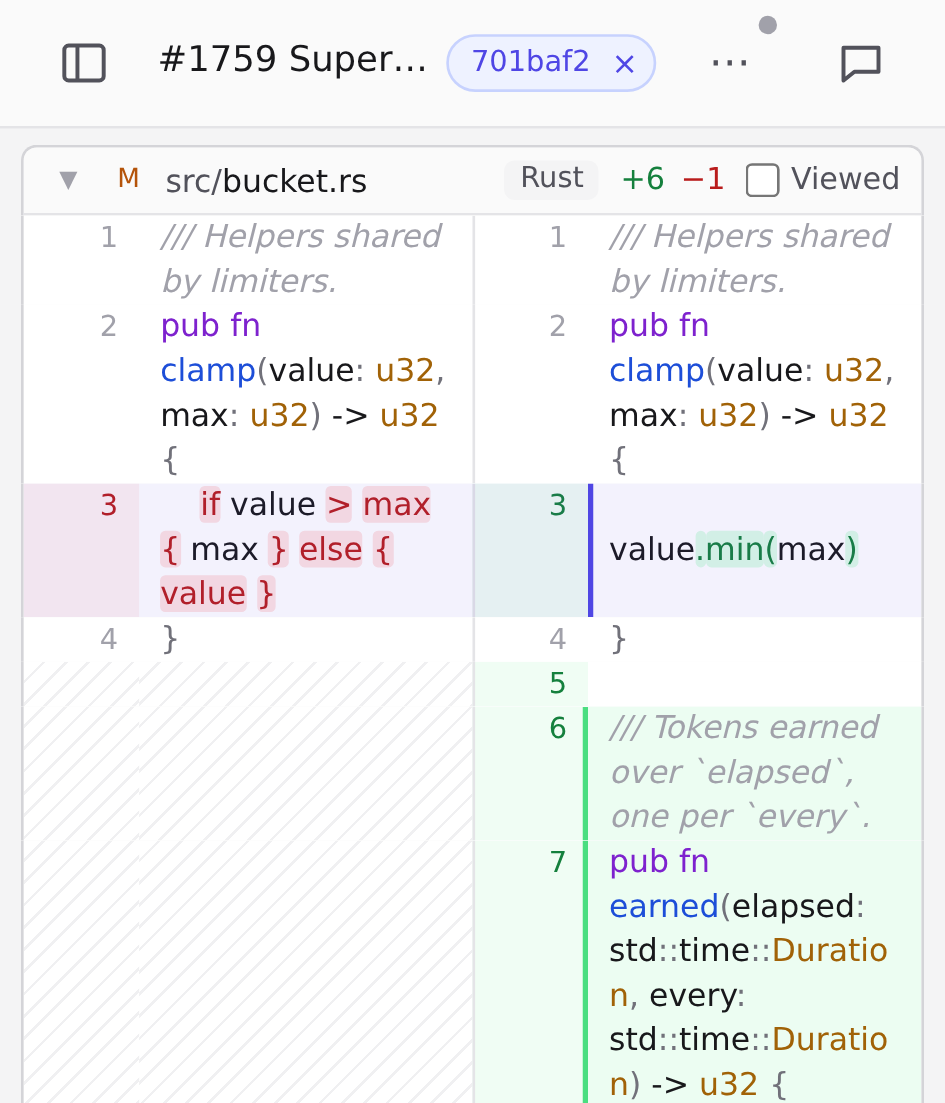 #1759 Super… 701baf2 × ⋯
▼ M src/bucket.rs Rust +6 −1 Viewed
1 /// Helpers shared
by limiters.
2 pub fn
clamp(value: u32,
max: u32) -> u32
{
3 if value > max
{ max } else {
value }
4 }
1 /// Helpers shared
by limiters.
2 pub fn
clamp(value: u32,
max: u32) -> u32
{
3
value.min(max)
4 }
5
6 /// Tokens earned
over `elapsed`,
one per `every`.
7 pub fn
earned(elapsed:
std::time::Duratio
n, every:
std::time::Duratio
n) -> u32 {